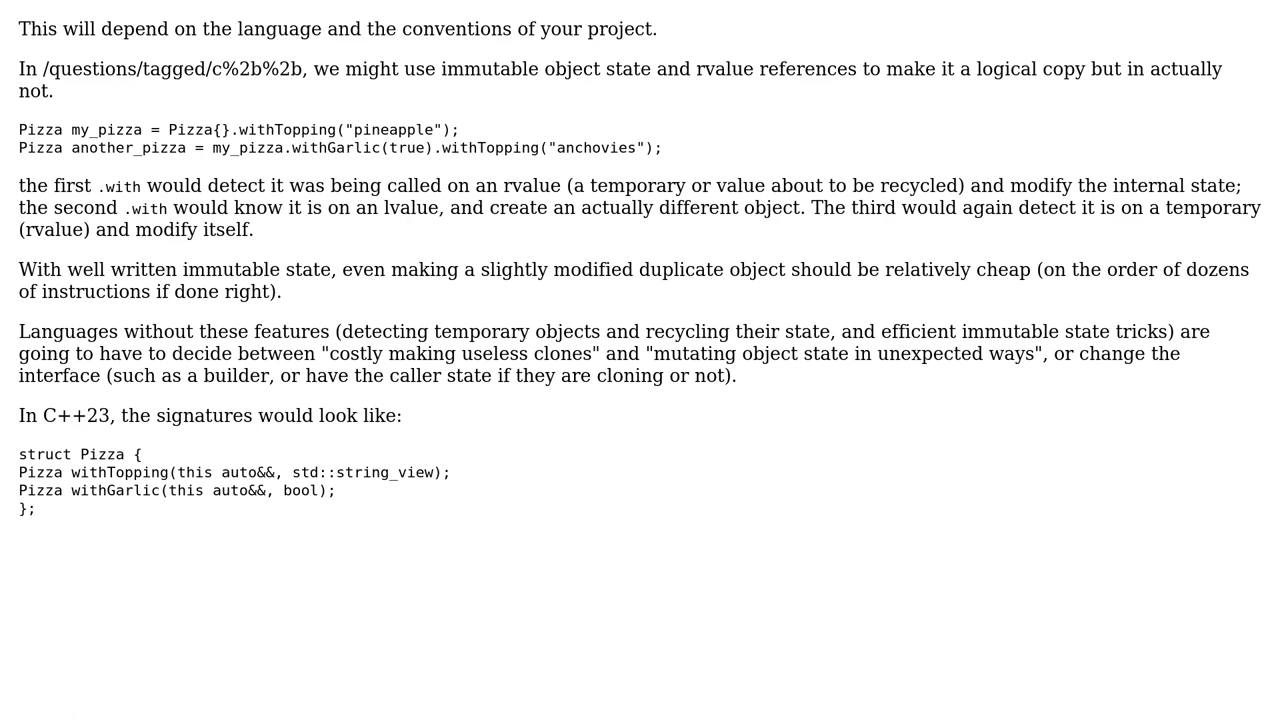 This will depend on the language and the conventions of your project.
In /questions/tagged/c%2b%2b, we might use immutable object state and rvalue references to make it a logical copy but in actually
not.
Pizza my_pizza = Pizza{}.withTopping("pineapple");
Pizza another_pizza = my_pizza.withGarlic(true).withTopping("anchovies");
the first .with would detect it was being called on an rvalue (a temporary or value about to be recycled) and modify the internal state;
the second .with would know it is on an lvalue, and create an actually different object. The third would again detect it is on a temporary
(rvalue) and modify itself.
With well written immutable state, even making a slightly modified duplicate object should be relatively cheap (on the order of dozens
of instructions if done right).
Languages without these features (detecting temporary objects and recycling their state, and efficient immutable state tricks) are
going to have to decide between "costly making useless clones" and "mutating object state in unexpected ways", or change the
interface (such as a builder, or have the caller state if they are cloning or not).
In C++23, the signatures would look like:
struct Pizza {
Pizza withTopping(this auto&&, std::string_view);
Pizza withGarlic(this auto&&, bool);
};